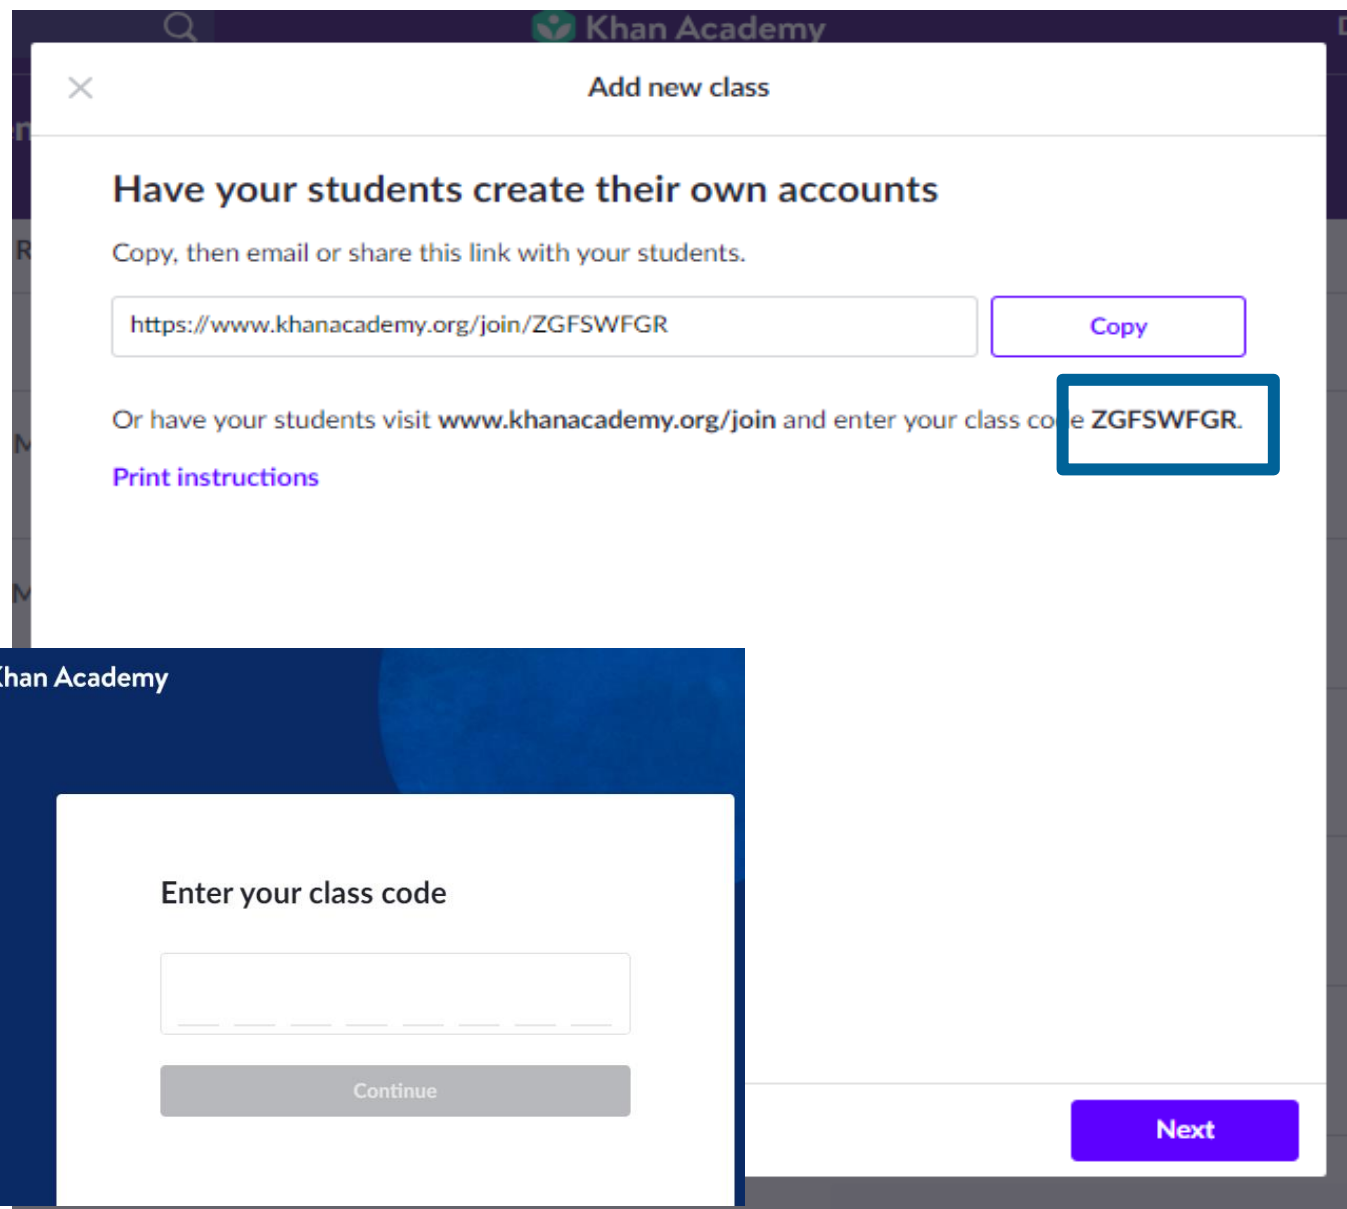 Khan Academy
Add new class
Have your students create their own accounts
Copy, then email or share this link with your students.
https://www.khanacademy.org/join/ZGFSWFGR
Copy
Or have your students visit www.khanacademy.org/join and enter your class co e ZGFSWFGR.
Print instructions
Khan Academy
Enter your class code
Continue
Next